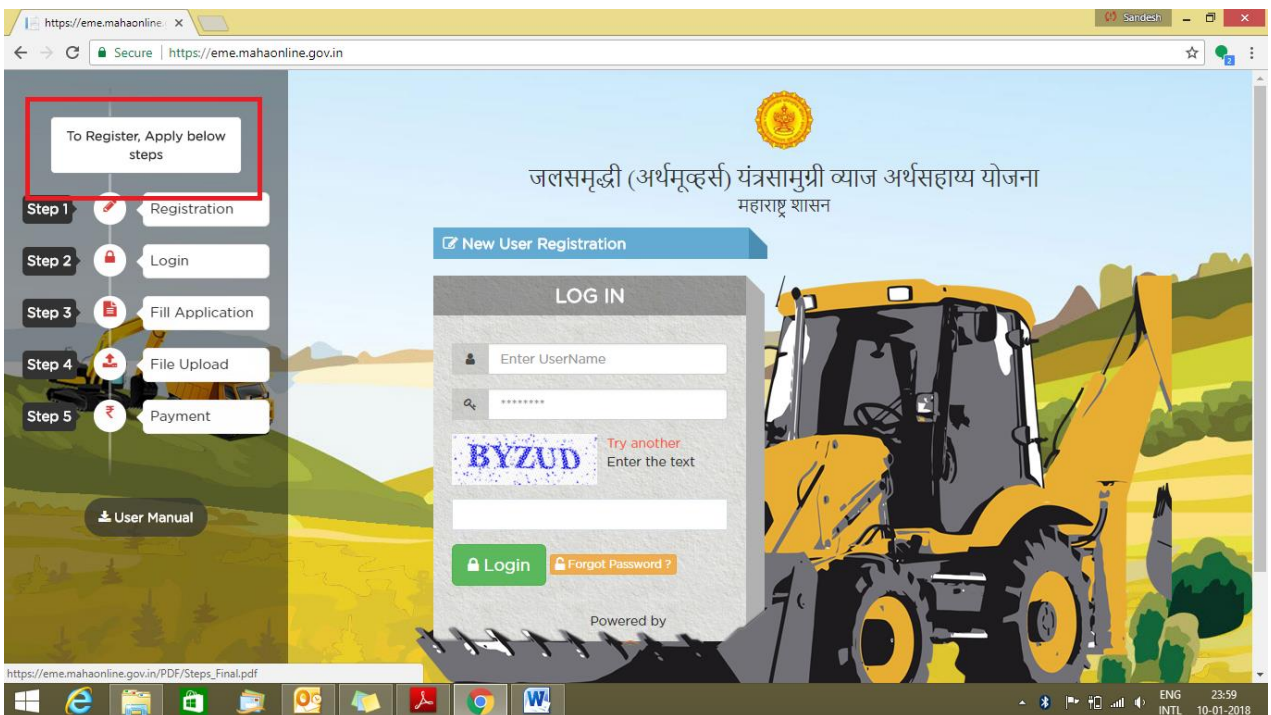 https://eme.mahaonline.
Sandesh
Secure | https://eme.mahaonline.gov.in
2
To Register, Apply below
steps
Step 1 Registration
Step 2 Login
Step 3 Fill Application
Step 4 File Upload
Step 5 ₹ Payment
User Manual
जलसमृद्धी (अर्थमूव्हर्स) यंत्रसामुग्री व्याज अर्थसहाय्य योजना
महाराष्ट्र शासन
New User Registration
LOG IN
Enter UserName
********
BYZUD
Try another
Enter the text
Login
Forgot Password ?
Powered by
https://eme.mahaonline.gov.in/PDF/Steps_Final.pdf
ENG 23:59
INTL 10-01-2018